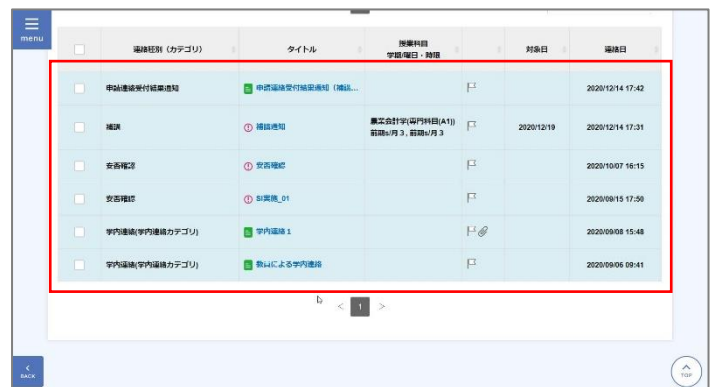 menu
連絡種別（カテゴリ）
タイトル
授業科目
学期/曜日・時限
対象日
連絡日
申請連絡受付結果通知
申請連絡受付結果通知（補講...
2020/12/14 17:42
補講
補講通知
農業会計学(専門科目(A1))
前期s/月 3 , 前期s/月 3
2020/12/19
2020/12/14 17:31
安否確認
安否確認
2020/10/07 16:15
安否確認
SI実施_01
2020/09/15 17:50
学内連絡(学内連絡カテゴリ)
学内連絡 1
2020/09/08 15:48
学内連絡(学内連絡カテゴリ)
教員による学内連絡
2020/09/06 09:41
< 1 >
BACK
TOP